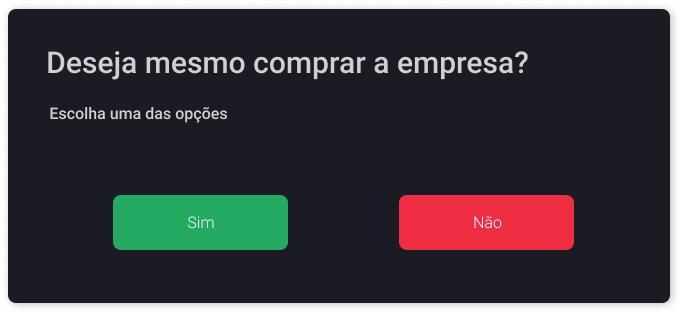 Deseja mesmo comprar a empresa?
Escolha uma das opções
Sim
Não